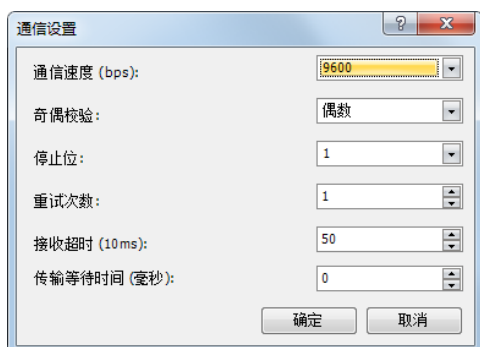 通信设置
通信速度 (bps): 9600
奇偶校验: 偶数
停止位: 1
重试次数: 1
接收超时 (10ms): 50
传输等待时间 (毫秒): 0
确定 取消